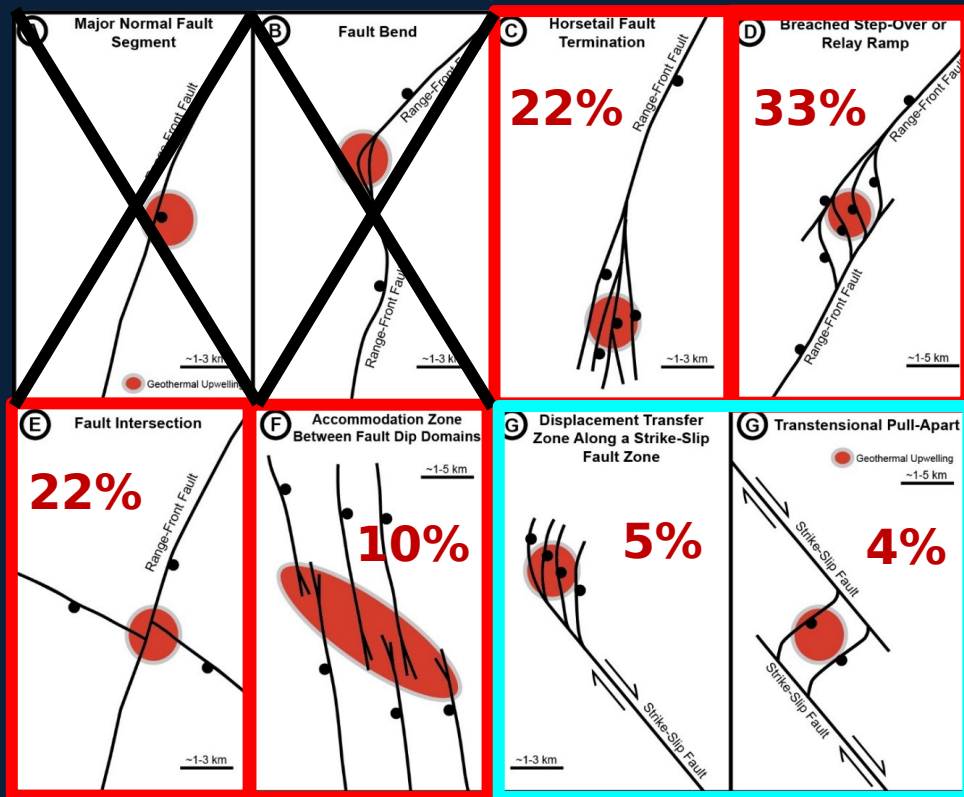 Major Normal Fault
Segment
Range-Front Fault
~1-3 km
Geothermal Upwelling
B
Fault Bend
Range-Front
Range-Front Fault
~1-3 km
C
Horsetail Fault
Termination
22%
Range-Front Fault
~1-3 km
D
Breached Step-Over or
Relay Ramp
33%
Range-Front Fault
Range-Front Fault
~1-5 km
E
Fault Intersection
22%
Range-Front Fault
~1-3 km
F
Accommodation Zone
Between Fault Dip Domains
~1-5 km
10%
G
Displacement Transfer
Zone Along a Strike-Slip
Fault Zone
5%
Strike-Slip Fault
~1-3 km
G
Transtensional Pull-Apart
Geothermal Upwelling
~1-5 km
Strike-Slip Fault
4%
Strike-Slip Fault